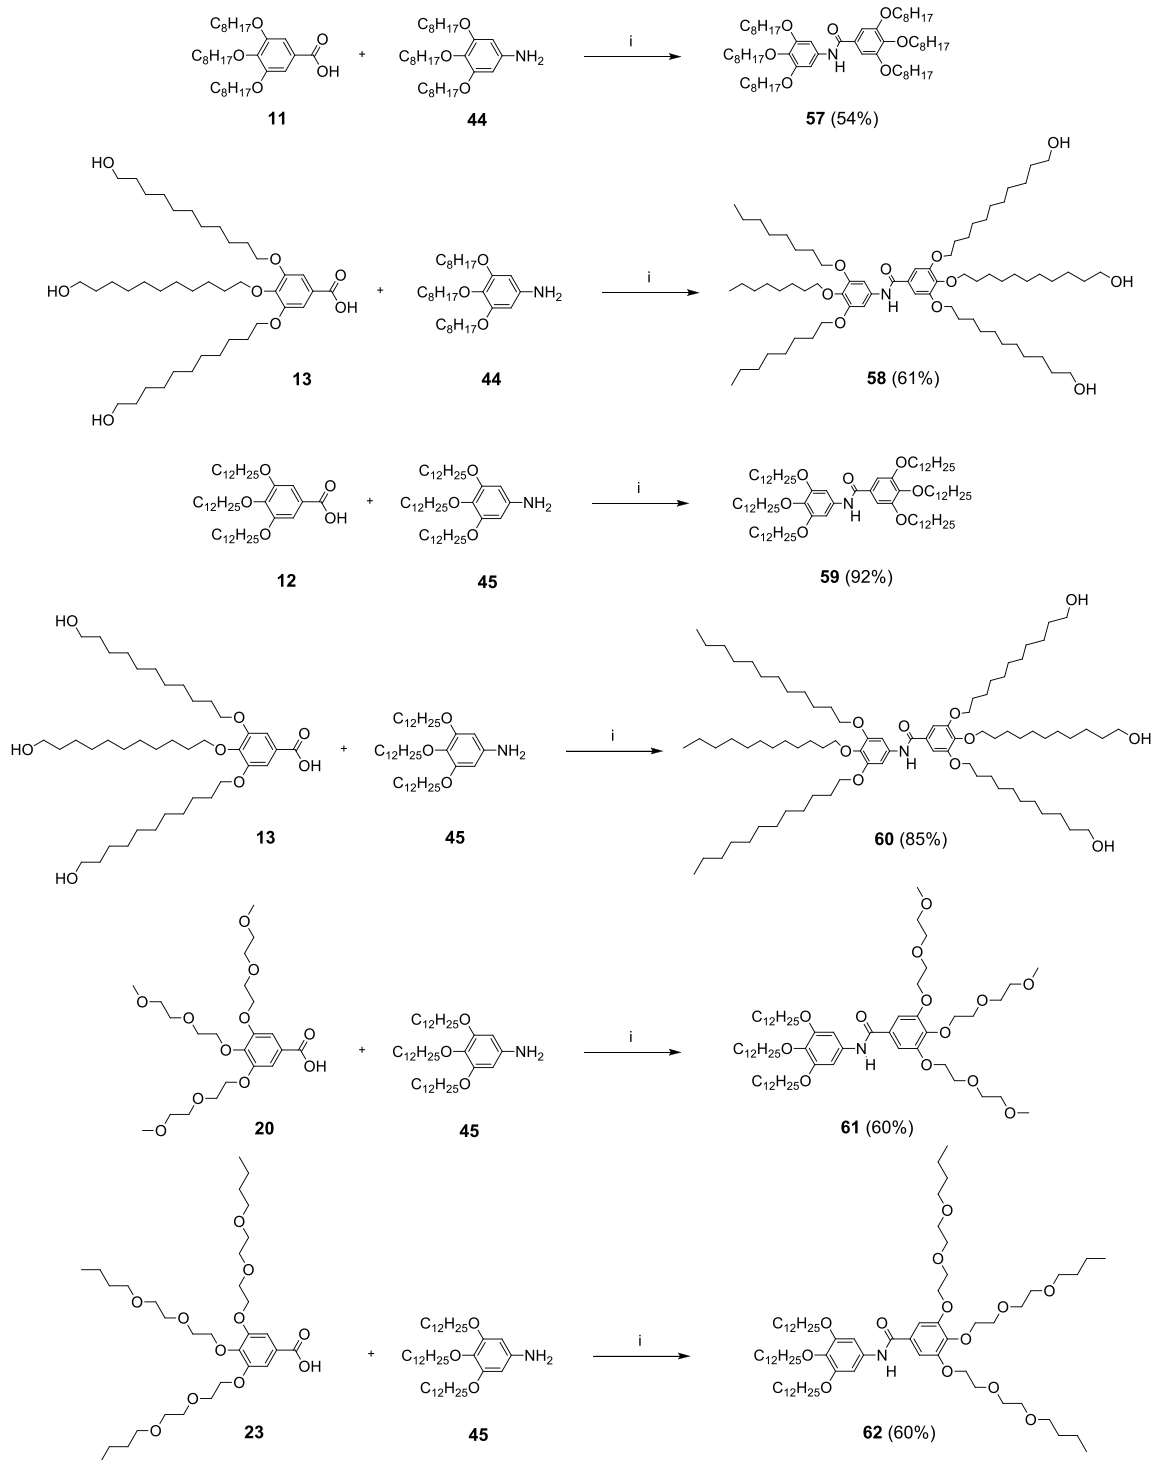 C8H17O OC8H17
C8H17O C8H17O i C8H17O O
C8H17O O C8H17O NH2 C8H17O N OC8H17
OH H
C8H17O C8H17O C8H17O OC8H17
11 + 44 57 (54%)
HO OH
O O O
HO O O C8H17O i O O OH
OH + C8H17O NH2 O N O
O C8H17O O H O
HO 13 44 58 (61%) OH
C12H25O C12H25O i C12H25O O OC12H25
C12H25O O + C12H25O NH2 C12H25O N OC12H25
OH H
C12H25O C12H25O C12H25O OC12H25
12 45 59 (92%)
HO OH
O C12H25O i O O O
HO O O + C12H25O NH2 O N O OH
OH H
O C12H25O O O
HO 13 45 60 (85%) OH
O O
O O
O O O O O
O O C12H25O i C12H25O O O
O O + C12H25O NH2 C12H25O N O
OH H
O O C12H25O C12H25O O O
O O
20 45 61 (60%)
O O
O O
O O O O O O
O O C12H25O i C12H25O O O
OH + C12H25O NH2 C12H25O N
H
O O C12H25O C12H25O O O
O O
23 45 62 (60%)